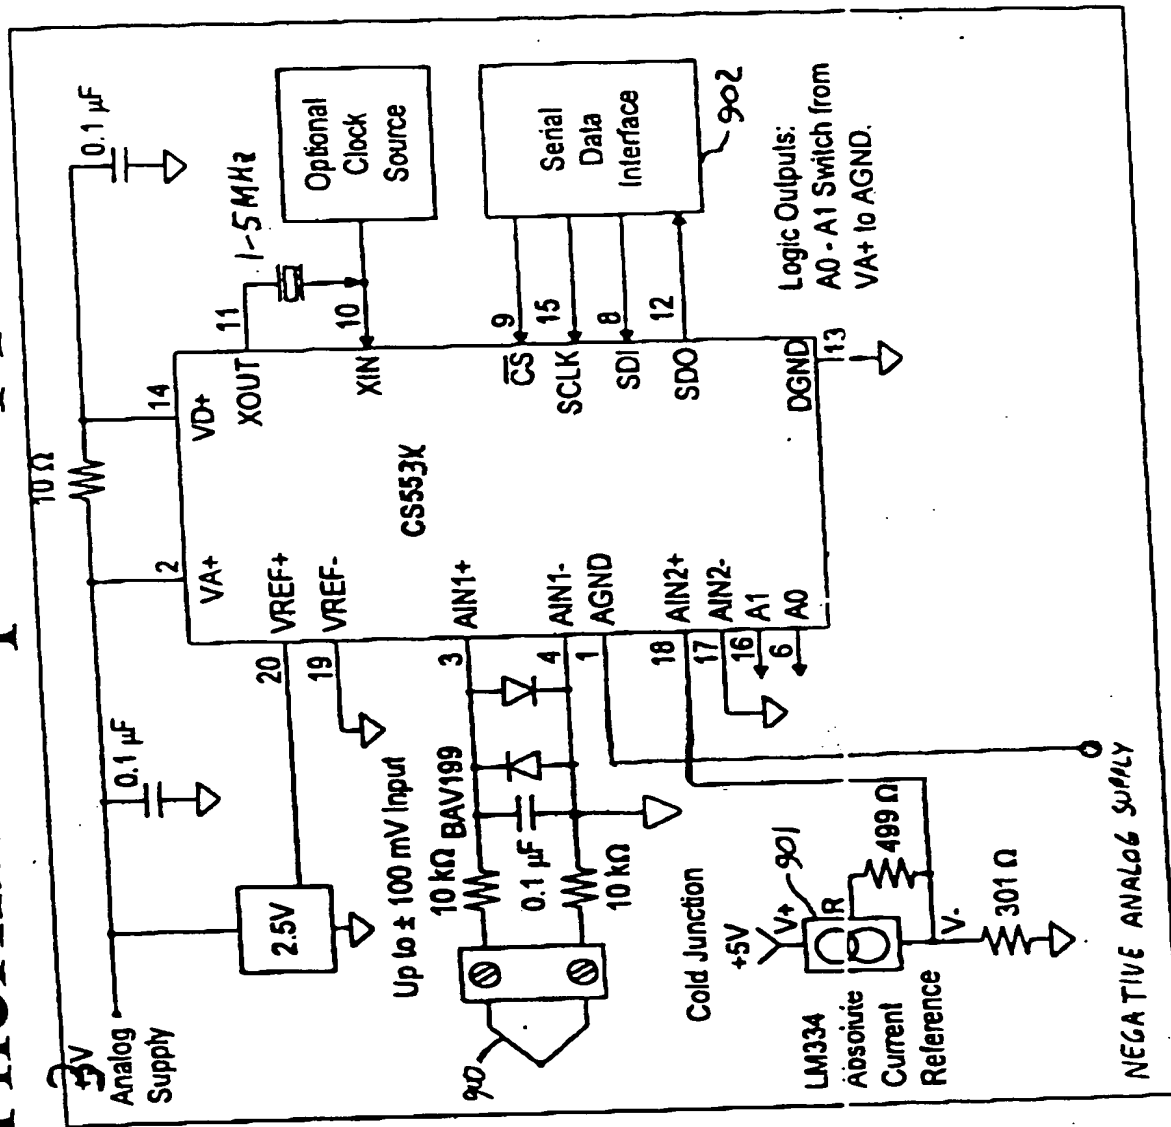 +5V
3
Analog
Supply
0.1 µF
10 Ω
0.1 µF
2.5V
2
VA+
14
VD+
20
VREF+
19
VREF-
11
XOUT
1-5MHz
Optional
Clock
Source
10
XIN
CS553X
Up to ± 100 mV Input
10 kΩ
BAV199
0.1 µF
10 kΩ
3
AIN1+
4
AIN1-
1
AGND
9
CS
15
SCLK
8
SDI
12
SDO
Serial
Data
Interface
902
900
Cold Junction
+5V
V+
901
R
499 Ω
V-
301 Ω
LM334
Absolute
Current
Reference
18
AIN2+
17
AIN2-
16
A1
6
A0
DGND
13
Logic Outputs:
A0 - A1 Switch from
VA+ to AGND.
NEGATIVE ANALOG SUPPLY